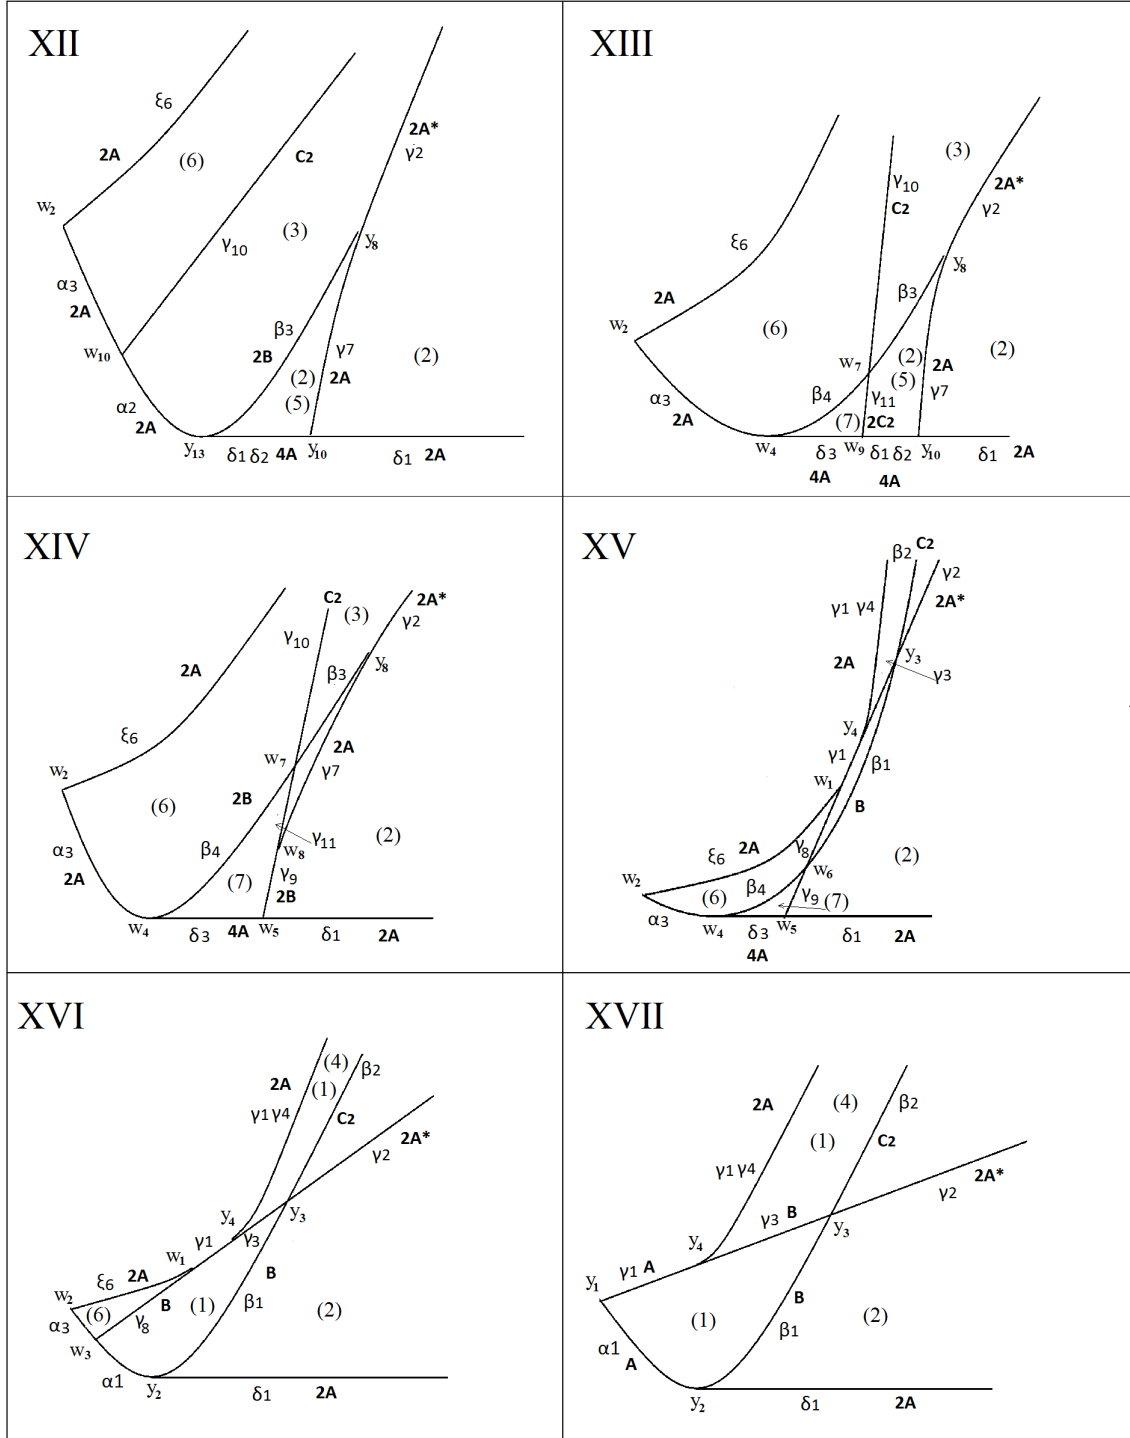 XII
ξ6
2A
(6)
C2
2A*
γ2
w2
γ10
(3)
y8
α3
2A
w10
β3
2B
γ7
(2)
2A
(2)
α2
2A
(5)
y13
δ1 δ2
4A
y10
δ1
2A
XIII
(3)
γ10
2A*
C2
γ2
ξ6
y8
2A
w2
β3
(6)
w7
(2)
2A
(2)
α3
β4
(5)
γ11
γ7
2A
(7)
2C2
w4
δ3
w9
δ1 δ2
y10
δ1
2A
4A
4A
XIV
C2
(3)
2A*
γ2
γ10
2A
β3
y8
ξ6
w7
2A
w2
γ7
(6)
2B
γ11
(2)
α3
β4
w8
2A
(7)
γ9
2B
w4
δ3
4A
w5
δ1
2A
XV
β2
C2
γ2
2A*
γ1 γ4
2A
y3
γ3
y4
γ1
β1
w1
B
ξ6
2A
γ8
(2)
w2
w6
β4
(6)
γ9
(7)
α3
w4
δ3
w5
δ1
2A
4A
XVI
(4)
2A
(1)
β2
γ1 γ4
C2
2A*
γ2
y4
y3
γ1
γ3
w1
ξ6
2A
B
w2
B
(1)
β1
(2)
(6)
α3
γ8
w3
α1
y2
δ1
2A
XVII
2A
(4)
β2
(1)
C2
γ1 γ4
2A*
γ3
B
γ2
y4
y3
y1
γ1
A
B
(1)
β1
(2)
α1
A
y2
δ1
2A